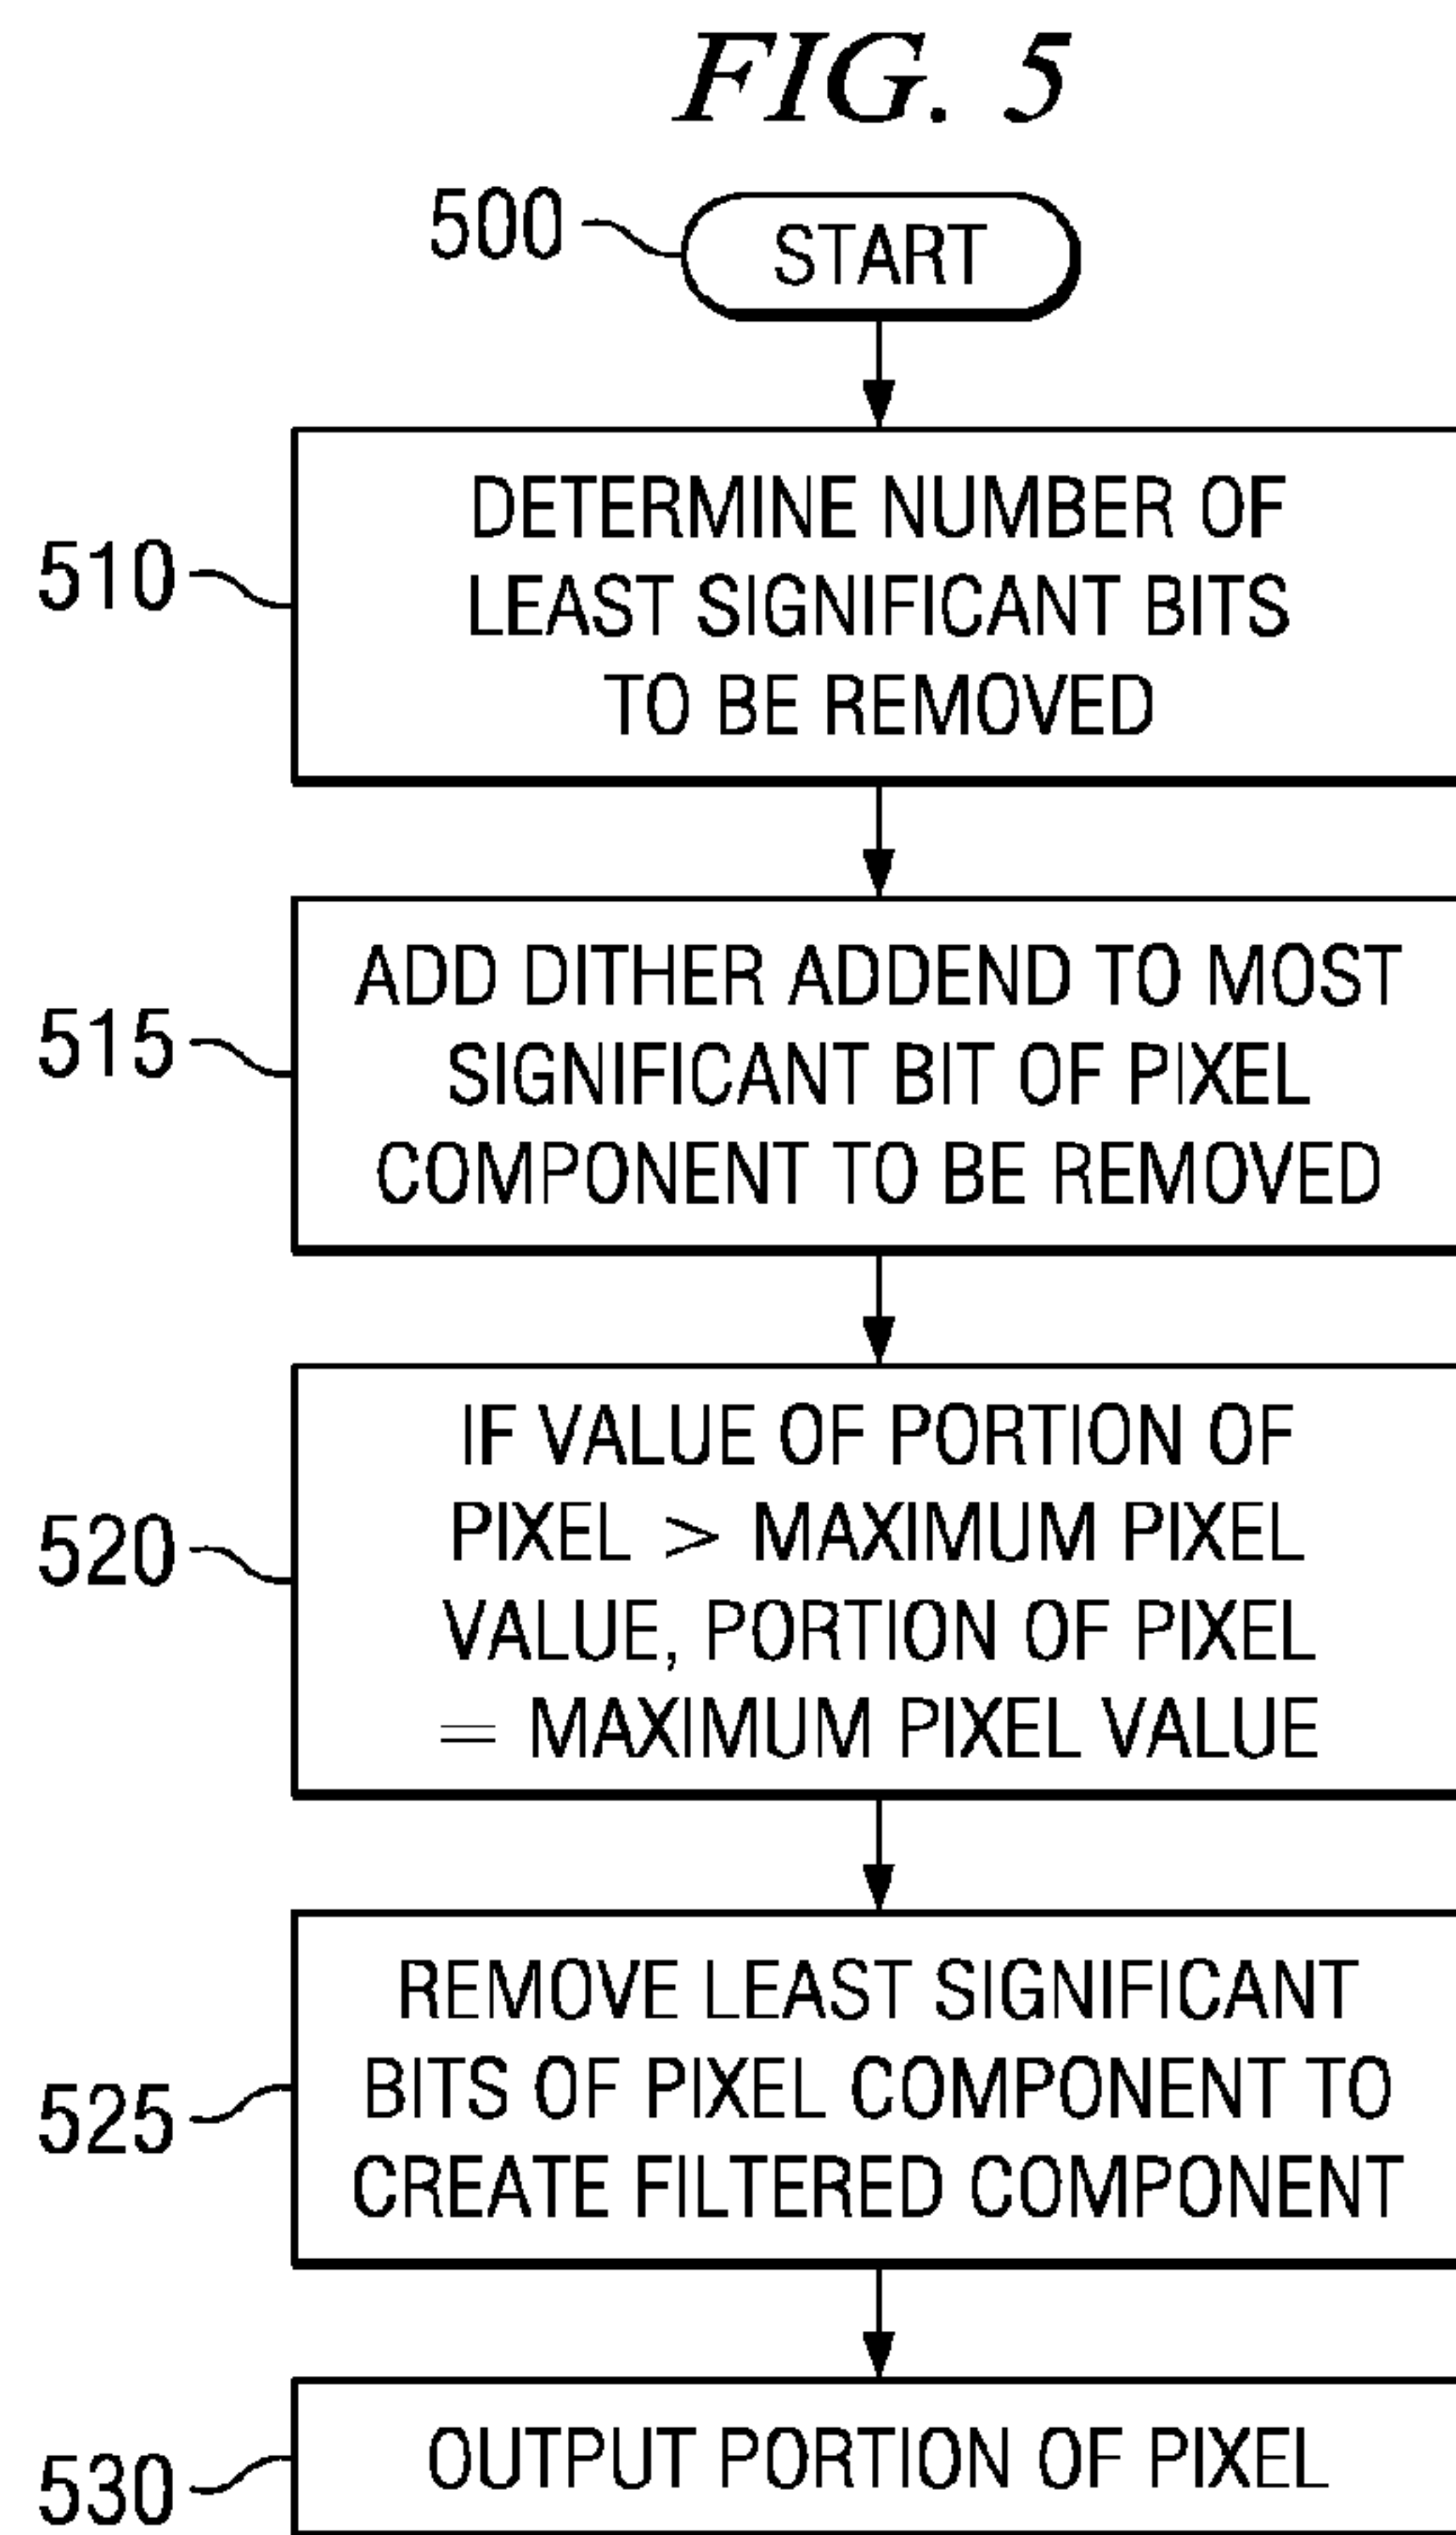 FIG. 5
500 START
510
DETERMINE NUMBER OF
LEAST SIGNIFICANT BITS
TO BE REMOVED
515
ADD DITHER ADDEND TO MOST
SIGNIFICANT BIT OF PIXEL
COMPONENT TO BE REMOVED
520
IF VALUE OF PORTION OF
PIXEL > MAXIMUM PIXEL
VALUE, PORTION OF PIXEL
= MAXIMUM PIXEL VALUE
525
REMOVE LEAST SIGNIFICANT
BITS OF PIXEL COMPONENT TO
CREATE FILTERED COMPONENT
530
OUTPUT PORTION OF PIXEL